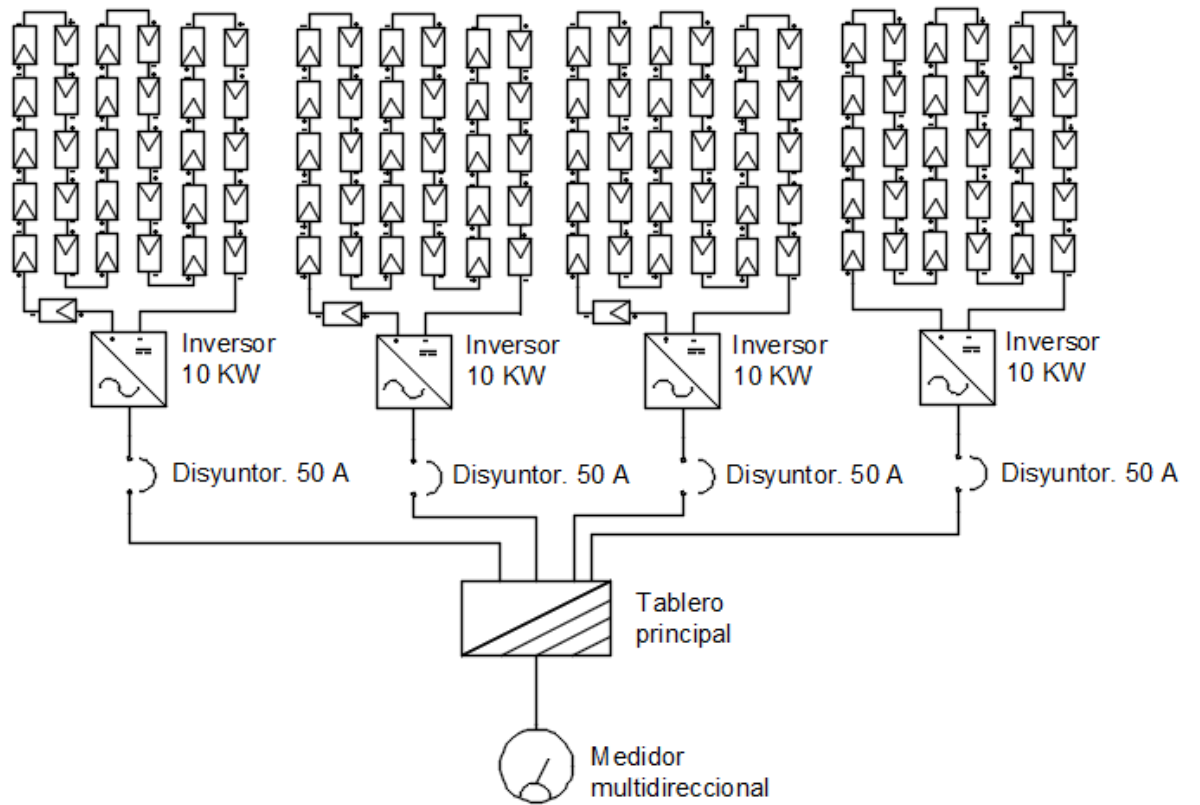 Inversor
10 KW
Inversor
10 KW
Inversor
10 KW
Inversor
10 KW
Disyuntor. 50 A
Disyuntor. 50 A
Disyuntor. 50 A
Disyuntor. 50 A
Tablero
principal
Medidor
multidireccional